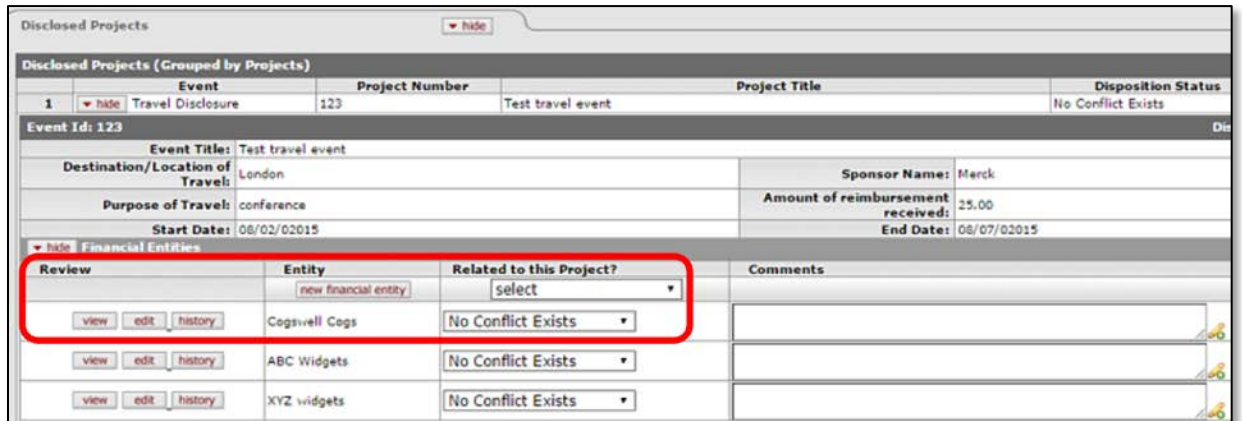 Disclosed Projects hide
Disclosed Projects (Grouped by Projects)
Event Project Number Project Title Disposition Status
1 hide Travel Disclosure 123 Test travel event No Conflict Exists
Event Id: 123 Dis
Event Title: Test travel event
Destination/Location of Travel: London Sponsor Name: Merck
Purpose of Travel: conference Amount of reimbursement received: 25.00
Start Date: 08/02/02015 End Date: 08/07/02015
hide Financial Entities
Review Entity Related to this Project? Comments
new financial entity select
view edit history Cogswell Cogs No Conflict Exists
view edit history ABC Widgets No Conflict Exists
view edit history XYZ widgets No Conflict Exists